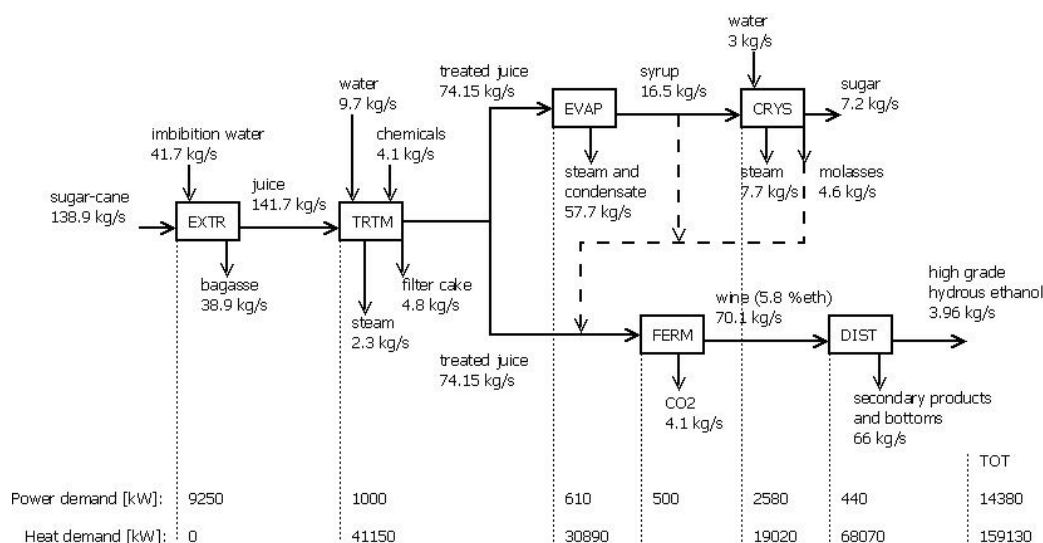 water
3 kg/s
treated juice
74.15 kg/s
syrup
16.5 kg/s
sugar
7.2 kg/s
water
9.7 kg/s
EVAP
CRYS
chemicals
4.1 kg/s
imbibition water
41.7 kg/s
steam and
condensate
57.7 kg/s
steam
7.7 kg/s
molasses
4.6 kg/s
juice
141.7 kg/s
sugar-cane
138.9 kg/s
EXTR
TRTM
bagasse
38.9 kg/s
filter cake
4.8 kg/s
steam
2.3 kg/s
wine (5.8 %eth)
70.1 kg/s
high grade
hydrous ethanol
3.96 kg/s
FERM
DIST
treated juice
74.15 kg/s
CO2
4.1 kg/s
secondary products
and bottoms
66 kg/s
TOT
Power demand [kW]: 9250 1000 610 500 2580 440 14380
Heat demand [kW]: 0 41150 30890 19020 68070 159130